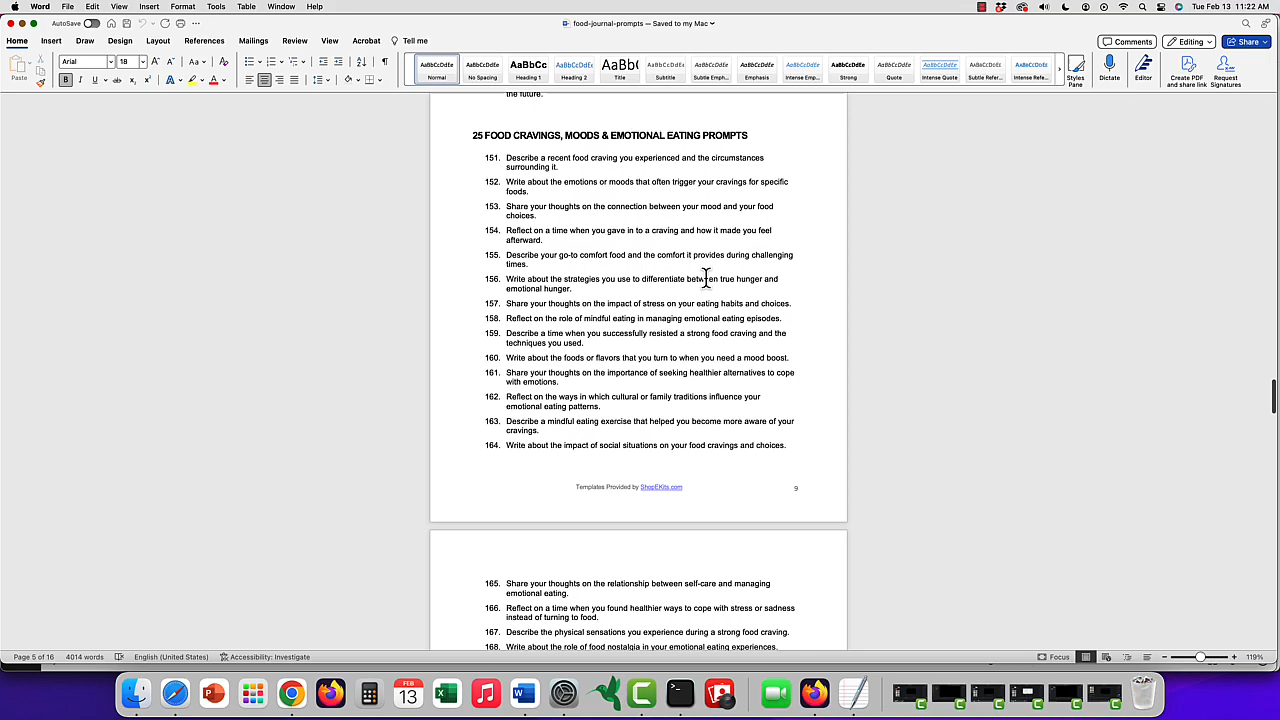 Word File Edit View Insert Format Tools Table Window Help Tue Feb 13 11:22 AM
AutoSave food-journal-prompts — Saved to my Mac
Home Insert Draw Design Layout References Mailings Review View Acrobat Tell me Comments Editing Share
Paste Arial 18
AaBbCcDdEe AaBbCcDdEe AaBbCc AaBbCcDdEe AaBbC AaBbCcDdEe AaBbCcDdEe AaBbCcDdEe AaBbCcDdEe AaBbCcDdEe AaBbCcDdEe AaBbCcDdEe AaBbCcDdEe AaBbCcDdEe
Normal No Spacing Heading 1 Heading 2 Title Subtitle Subtle Emph... Emphasis Intense Emp... Strong Quote Intense Quote Subtle Refer... Intense Refe...
Styles Pane Dictate Editor Create PDF and share link Request Signatures
the future.
25 FOOD CRAVINGS, MOODS & EMOTIONAL EATING PROMPTS
151. Describe a recent food craving you experienced and the circumstances
surrounding it.
152. Write about the emotions or moods that often trigger your cravings for specific
foods.
153. Share your thoughts on the connection between your mood and your food
choices.
154. Reflect on a time when you gave in to a craving and how it made you feel
afterward.
155. Describe your go-to comfort food and the comfort it provides during challenging
times.
156. Write about the strategies you use to differentiate between true hunger and
emotional hunger.
157. Share your thoughts on the impact of stress on your eating habits and choices.
158. Reflect on the role of mindful eating in managing emotional eating episodes.
159. Describe a time when you successfully resisted a strong food craving and the
techniques you used.
160. Write about the foods or flavors that you turn to when you need a mood boost.
161. Share your thoughts on the importance of seeking healthier alternatives to cope
with emotions.
162. Reflect on the ways in which cultural or family traditions influence your
emotional eating patterns.
163. Describe a mindful eating exercise that helped you become more aware of your
cravings.
164. Write about the impact of social situations on your food cravings and choices.
Templates Provided by ShopEKits.com 9
165. Share your thoughts on the relationship between self-care and managing
emotional eating.
166. Reflect on a time when you found healthier ways to cope with stress or sadness
instead of turning to food.
167. Describe the physical sensations you experience during a strong food craving.
168. Write about the role of food nostalgia in your emotional eating experiences.
Page 5 of 16 4014 words English (United States) Accessibility: Investigate Focus 119%
FEB
13